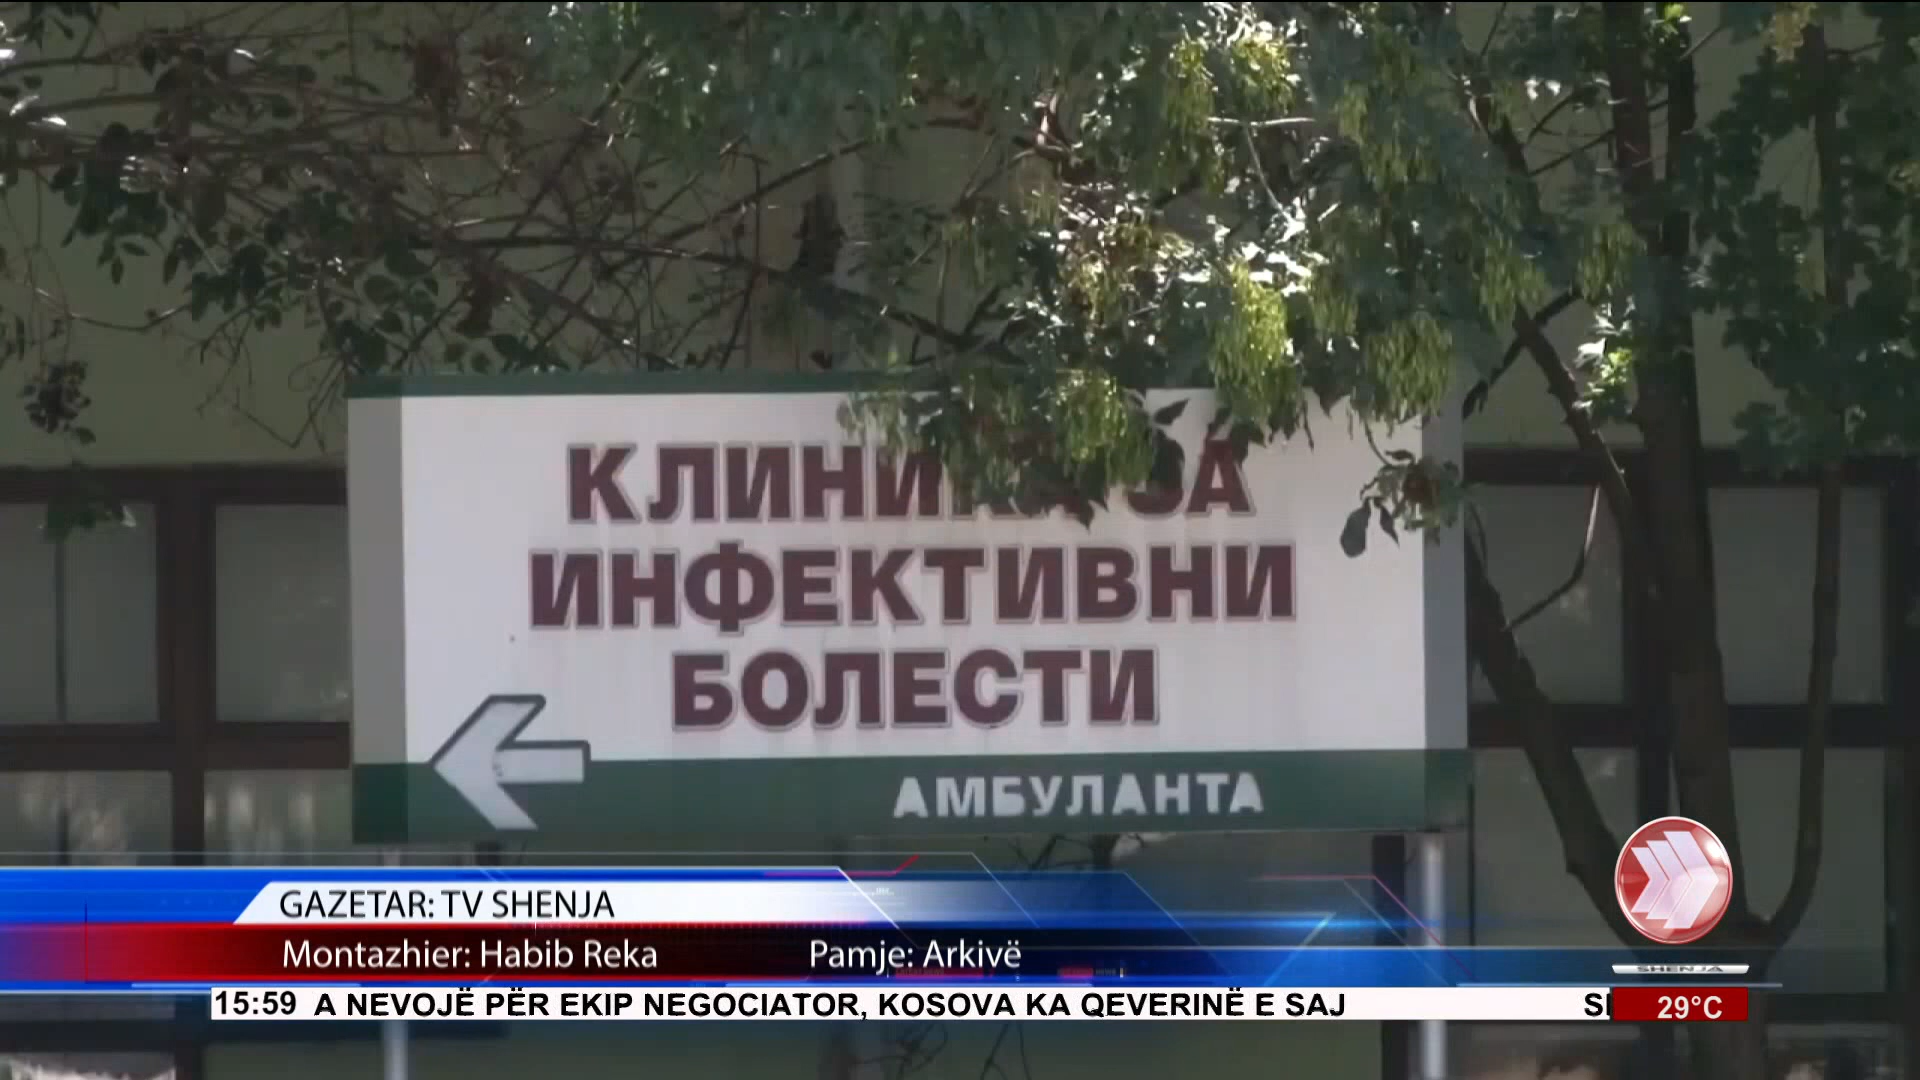 КЛИНИКА ЗА
ИНФЕКТИВНИ
БОЛЕСТИ
АМБУЛАНТА
GAZETAR: TV SHENJA
Montazhier: Habib Reka Pamje: Arkivë
SHENJA
15:59 A NEVOJË PËR EKIP NEGOCIATOR, KOSOVA KA QEVERINË E SAJ
29°C